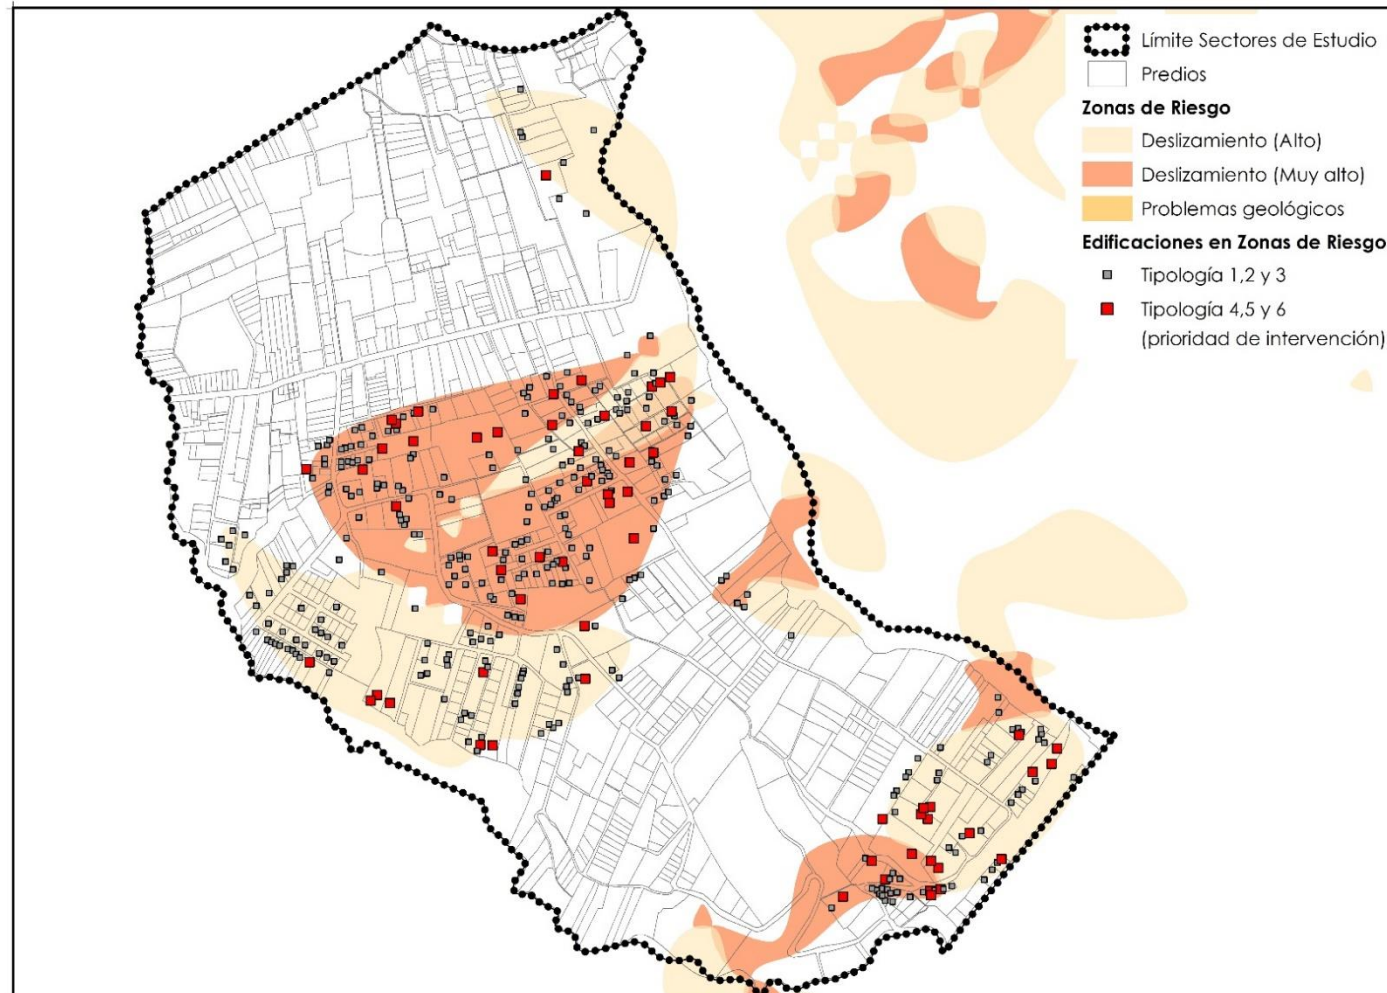 Límite Sectores de Estudio
Predios
Zonas de Riesgo
Deslizamiento (Alto)
Deslizamiento (Muy alto)
Problemas geológicos
Edificaciones en Zonas de Riesgo
Tipología 1,2 y 3
Tipología 4,5 y 6
(prioridad de intervención)